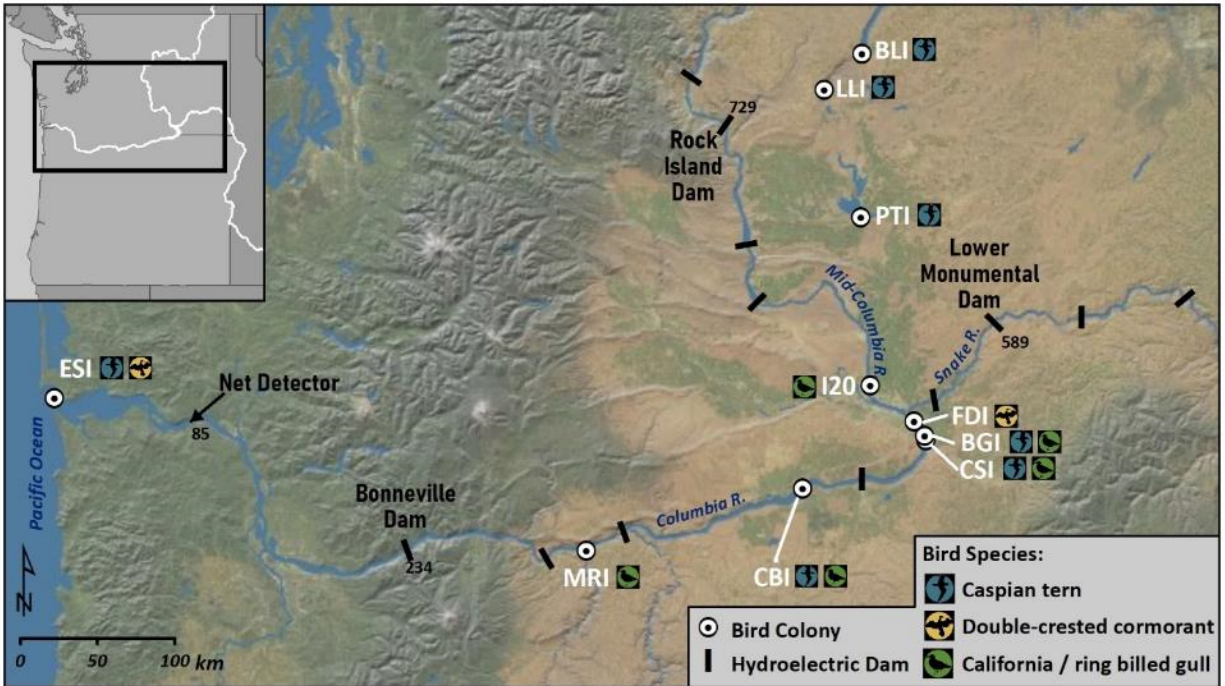 BLI
LLI
729
Rock
Island
Dam
PTI
Lower
Monumental
Dam
589
Mid-Columbia R.
Snake R.
ESI
Net Detector
85
Pacific Ocean
I20
FDI
BGI
CSI
Bonneville
Dam
234
Columbia R.
MRI
CBI
N
0 50 100 km
Bird Colony
Hydroelectric Dam
Bird Species:
Caspian tern
Double-crested cormorant
California / ring billed gull